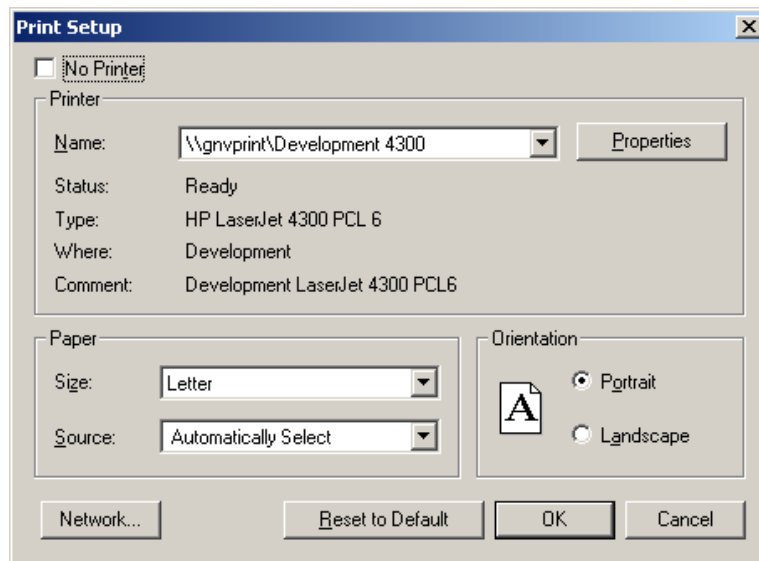 Print Setup
No Printer
Printer
Name: \\gnvprint\Development 4300 Properties
Status: Ready
Type: HP LaserJet 4300 PCL 6
Where: Development
Comment: Development LaserJet 4300 PCL6
Paper
Size: Letter
Source: Automatically Select
Orientation
A
Portrait
Landscape
Network... Reset to Default OK Cancel